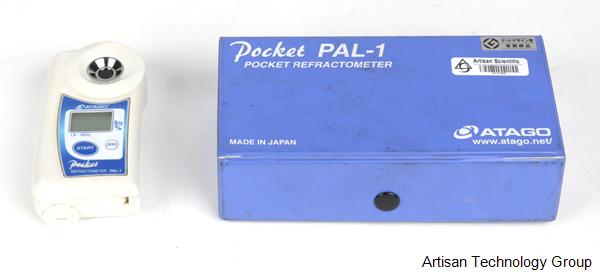 ATAGO
Brix
%
START
ZERO
Pocket
REFRACTOMETER PAL-1
Pocket PAL-1
POCKET REFRACTOMETER
MADE IN JAPAN
Artisan Scientific
ATAGO
www.atago.net/
Artisan Technology Group